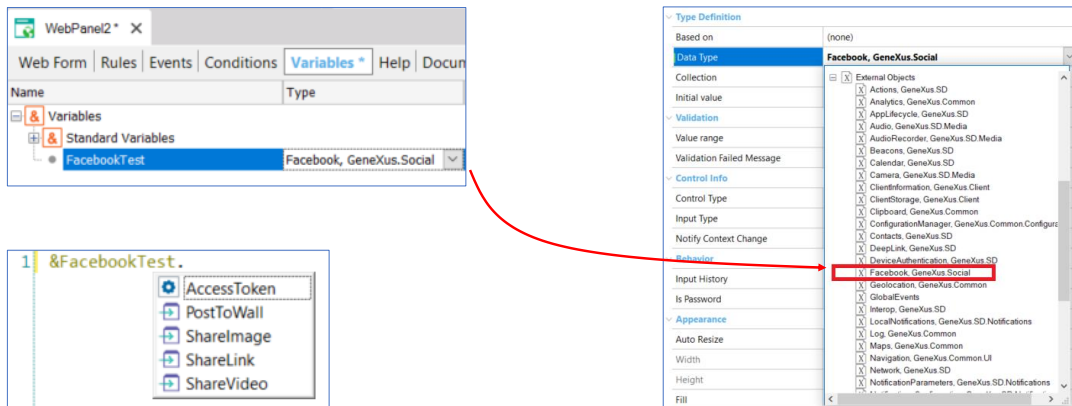 WebPanel2 *
Web Form Rules Events Conditions Variables * Help Docum
Name Type
Variables
Standard Variables
FacebookTest Facebook, GeneXus.Social
1 &FacebookTest.
AccessToken
PostToWall
ShareImage
ShareLink
ShareVideo
Type Definition
Based on (none)
Data Type Facebook, GeneXus.Social
Collection
Initial value
Validation
Value range
Validation Failed Message
Control Info
Control Type
Input Type
Notify Context Change
Behavior
Input History
Is Password
Appearance
Auto Resize
Width
Height
Fill
External Objects
Actions, GeneXus.SD
Analytics, GeneXus.Common
AppLifecycle, GeneXus.SD
Audio, GeneXus.SD.Media
AudioRecorder, GeneXus.SD.Media
Beacons, GeneXus.SD
Calendar, GeneXus.SD
Camera, GeneXus.SD.Media
ClientInformation, GeneXus.Client
ClientStorage, GeneXus.Client
Clipboard, GeneXus.Common
ConfigurationManager, GeneXus.Common.Configura
Contacts, GeneXus.SD
DeepLink, GeneXus.SD
DeviceAuthentication, GeneXus.SD
Facebook, GeneXus.Social
Geolocation, GeneXus.Common
GlobalEvents
Interop, GeneXus.SD
LocalNotifications, GeneXus.SD.Notifications
Log, GeneXus.Common
Maps, GeneXus.Common
Navigation, GeneXus.Common.UI
Network, GeneXus.SD
NotificationParameters, GeneXus.SD.Notifications